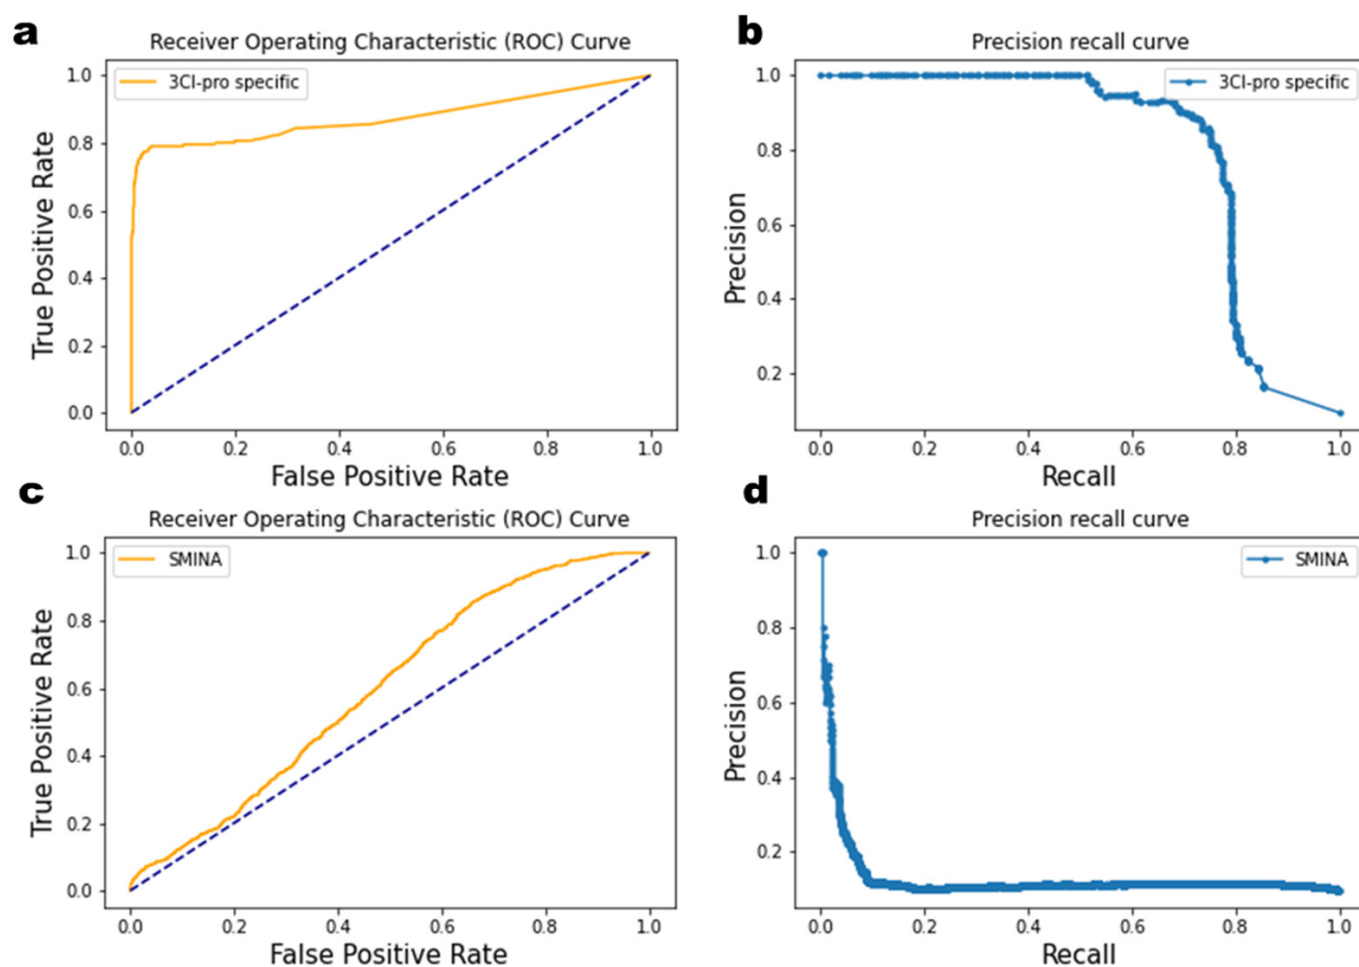 a
Receiver Operating Characteristic (ROC) Curve
3Cl-pro specific
True Positive Rate
1.0
0.8
0.6
0.4
0.2
0.0
0.0 0.2 0.4 0.6 0.8 1.0
False Positive Rate
b
Precision recall curve
3Cl-pro specific
Precision
1.0
0.8
0.6
0.4
0.2
0.0 0.2 0.4 0.6 0.8 1.0
Recall
c
Receiver Operating Characteristic (ROC) Curve
SMINA
True Positive Rate
1.0
0.8
0.6
0.4
0.2
0.0
0.0 0.2 0.4 0.6 0.8 1.0
False Positive Rate
d
Precision recall curve
SMINA
Precision
1.0
0.8
0.6
0.4
0.2
0.0 0.2 0.4 0.6 0.8 1.0
Recall